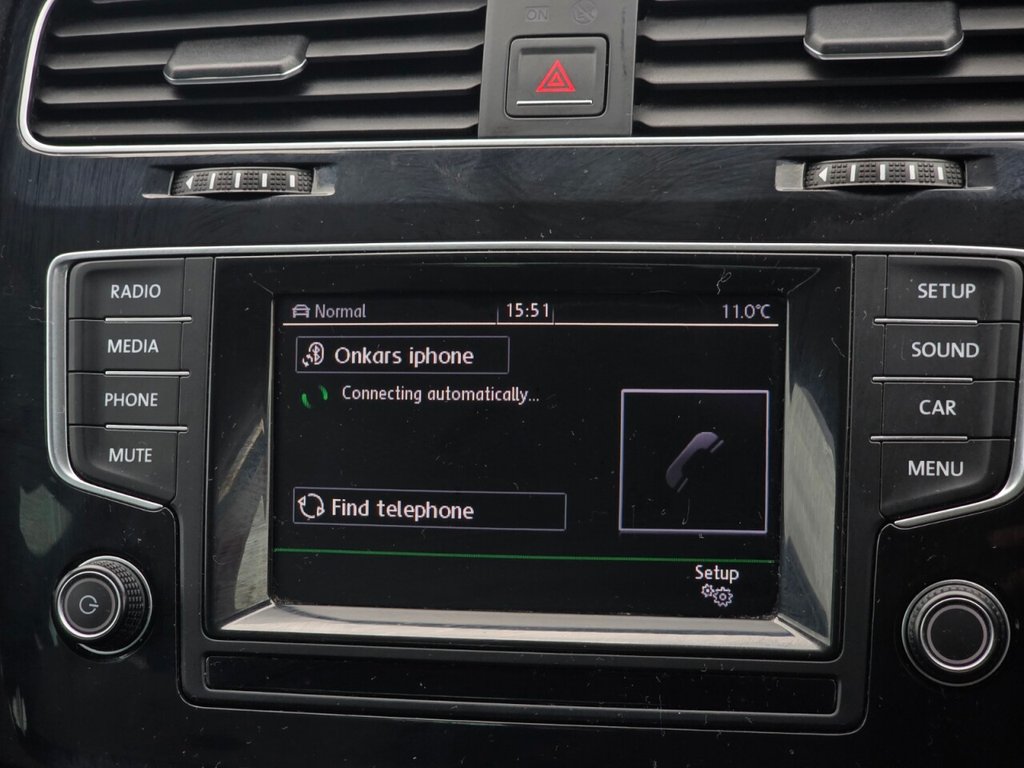 ON
RADIO
MEDIA
PHONE
MUTE
Normal 15:51 11.0°C
Onkars iphone
Connecting automatically...
Find telephone
Setup
SETUP
SOUND
CAR
MENU